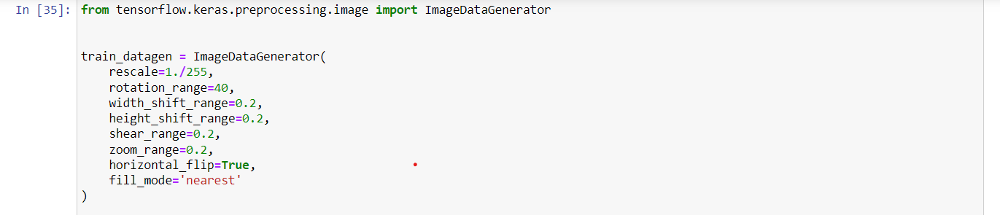 In [35]: from tensorflow.keras.preprocessing.image import ImageDataGenerator
train_datagen = ImageDataGenerator(
    rescale=1./255,
    rotation_range=40,
    width_shift_range=0.2,
    height_shift_range=0.2,
    shear_range=0.2,
    zoom_range=0.2,
    horizontal_flip=True,
    fill_mode='nearest'
)